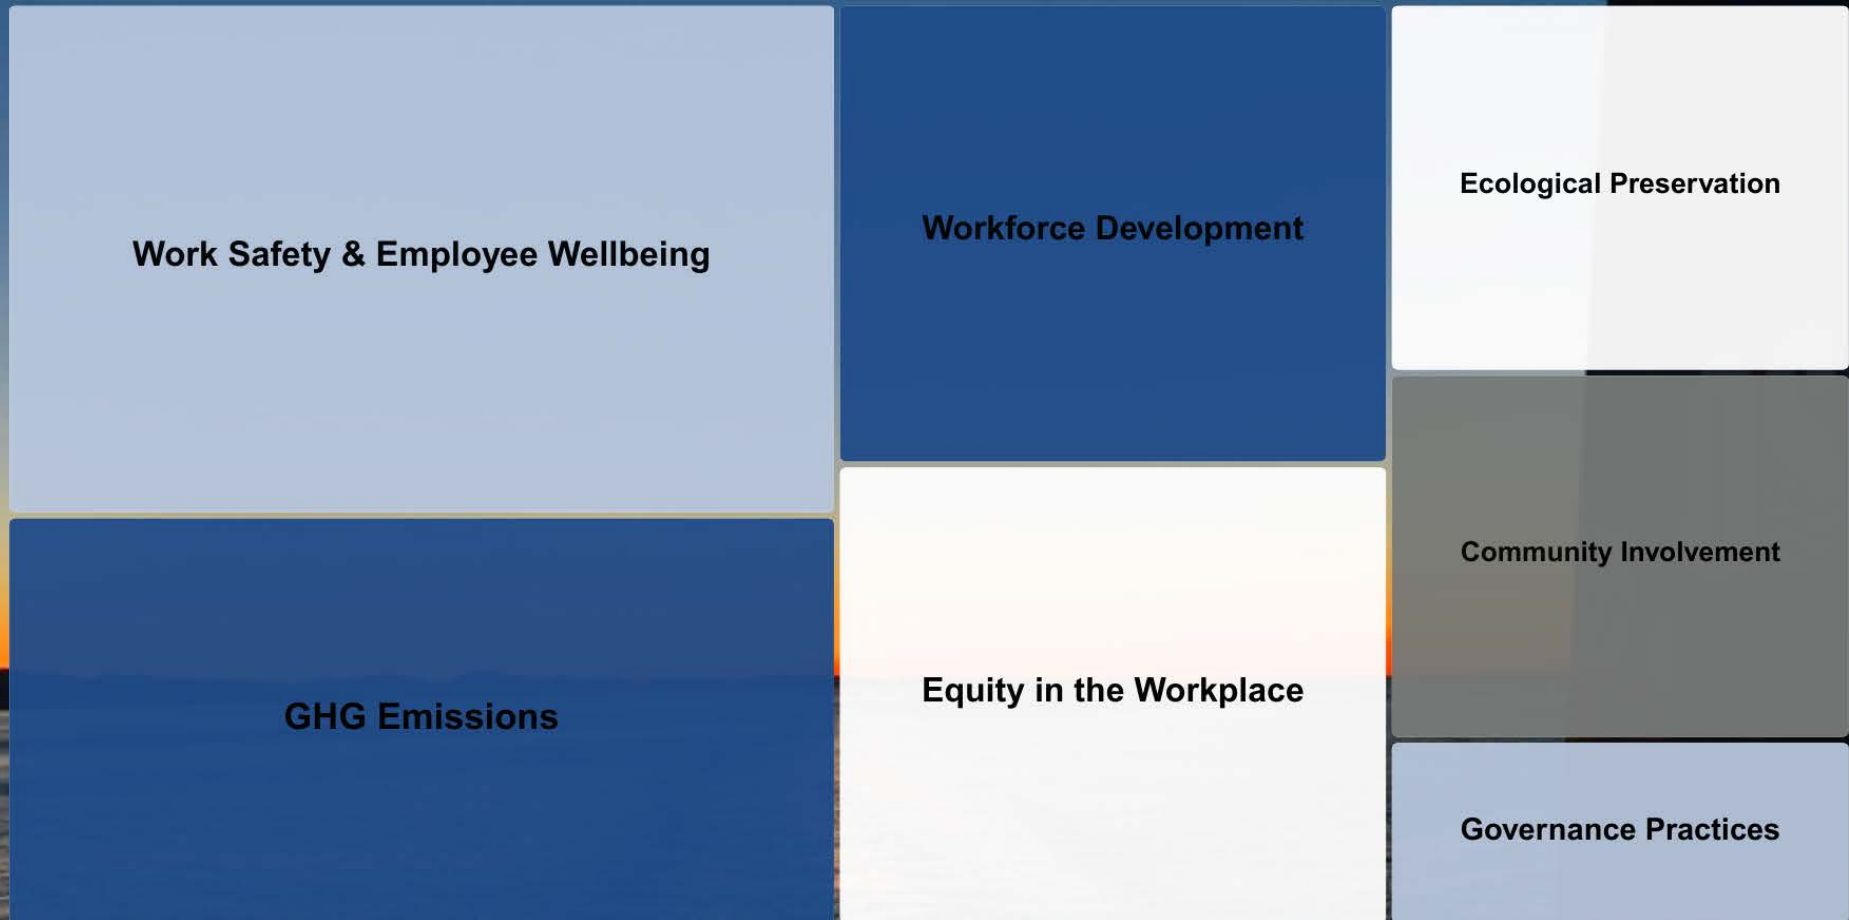 Work Safety & Employee Wellbeing
GHG Emissions
Workforce Development
Equity in the Workplace
Ecological Preservation
Community Involvement
Governance Practices